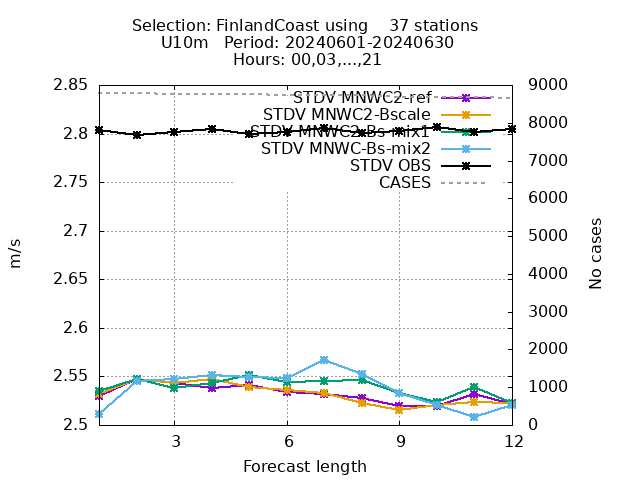 Selection: FinlandCoast using    37 stations
U10m   Period: 20240601-20240630
Hours: 00,03,...,21
2.85
2.8
2.75
2.7
2.65
2.6
2.55
2.5
9000
8000
7000
6000
5000
4000
3000
2000
1000
0
STDV MNWC2-ref
STDV MNWC2-Bscale
STDV MNWC2-Bs-mix1
STDV MNWC-Bs-mix2
STDV OBS
CASES
m/s
No cases
3
6
9
12
Forecast length